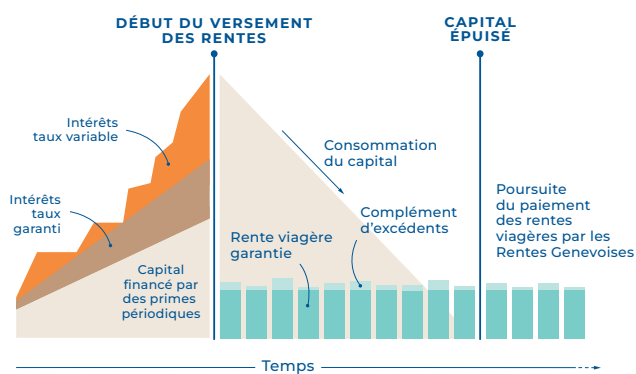 DÉBUT DU VERSEMENT
DES RENTES
CAPITAL
ÉPUISÉ
Intérêts
taux variable
Intérêts
taux
garanti
Capital
financé par
des primes
périodiques
Consommation
du capital
Complément
d'excédents
Rente viagère
garantie
Poursuite
du paiement
des rentes
viagères par les
Rentes Genevoises
Temps